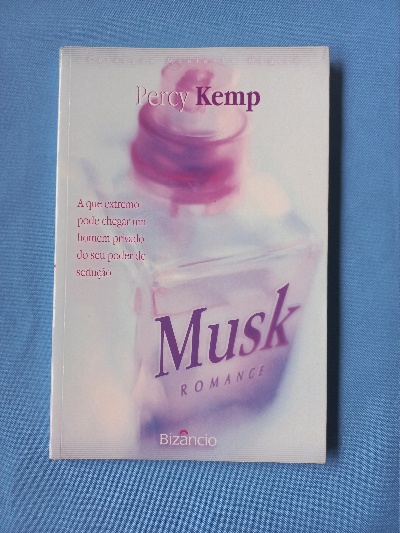 Percy Kemp
A que extremo
pode chegar um
homem privado
do seu poder de
sedução
Musk
ROMANCE
Bizâncio